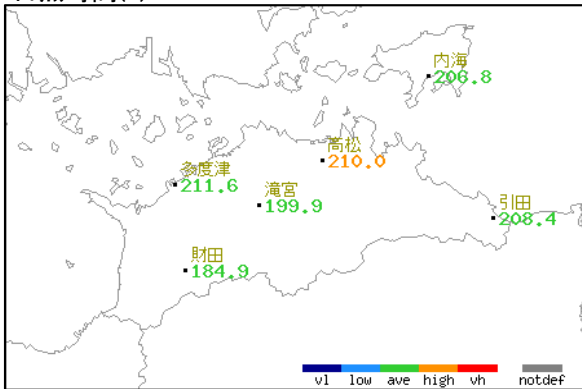 内海
206.8
高松
210.0
多度津
211.6
滝宮
199.9
引田
208.4
財田
184.9
vl low ave high vh notdef